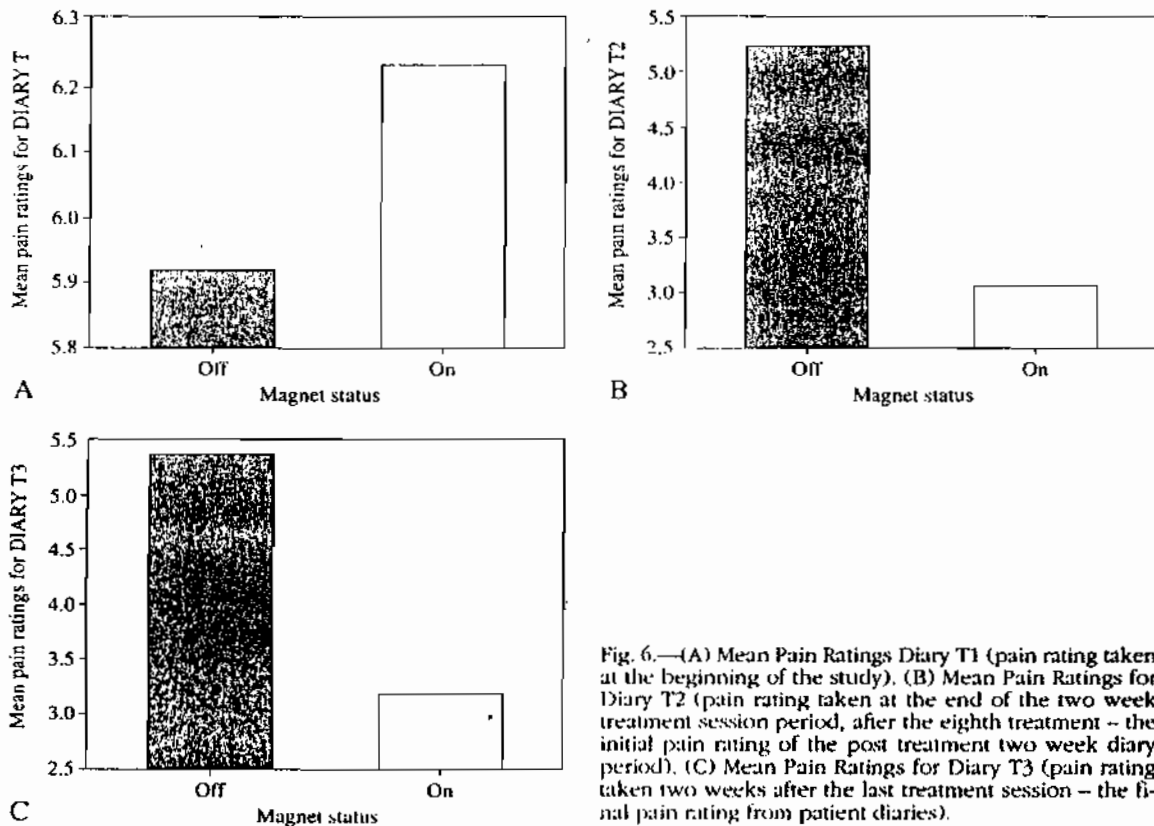 6.3
6.2
6.1
6.0
5.9
5.8
Mean pain ratings for DIARY T
Off
On
Magnet status
A
5.5
5.0
4.5
4.0
3.5
3.0
2.5
Mean pain ratings for DIARY T2
Off
On
Magnet status
B
5.5
5.0
4.5
4.0
3.5
3.0
2.5
Mean pain ratings for DIARY T3
Off
On
Magnet status
C
Fig. 6.—(A) Mean Pain Ratings Diary T1 (pain rating taken
at the beginning of the study). (B) Mean Pain Ratings for
Diary T2 (pain rating taken at the end of the two week
treatment session period, after the eighth treatment – the
initial pain rating of the post treatment two week diary
period). (C) Mean Pain Ratings for Diary T3 (pain rating
taken two weeks after the last treatment session – the fi-
nal pain rating from patient diaries).